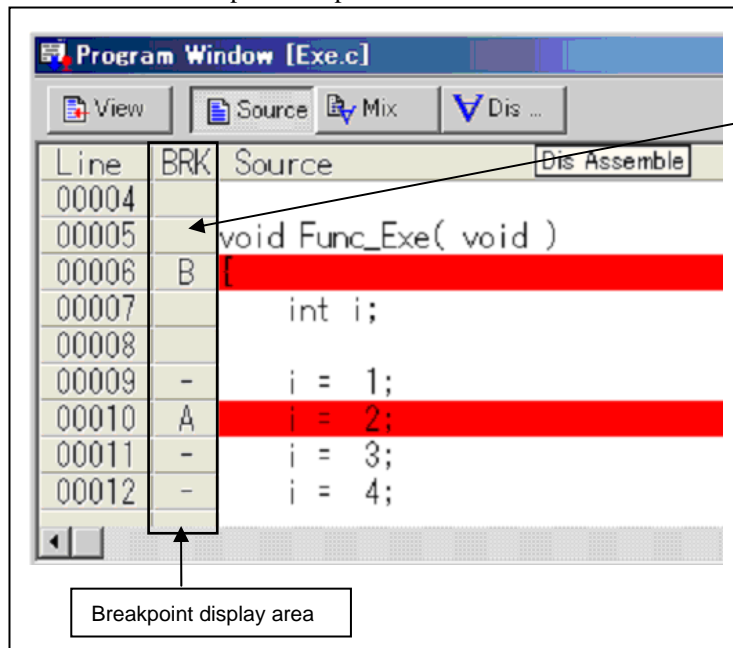 Program Window [Exe.c]
View Source Mix Dis ...
Line BRK Source Dis Assemble
00004
00005 void Func_Exe( void )
00006 B {
00007 int i;
00008
00009 - i = 1;
00010 A i = 2;
00011 - i = 3;
00012 - i = 4;
Breakpoint display area